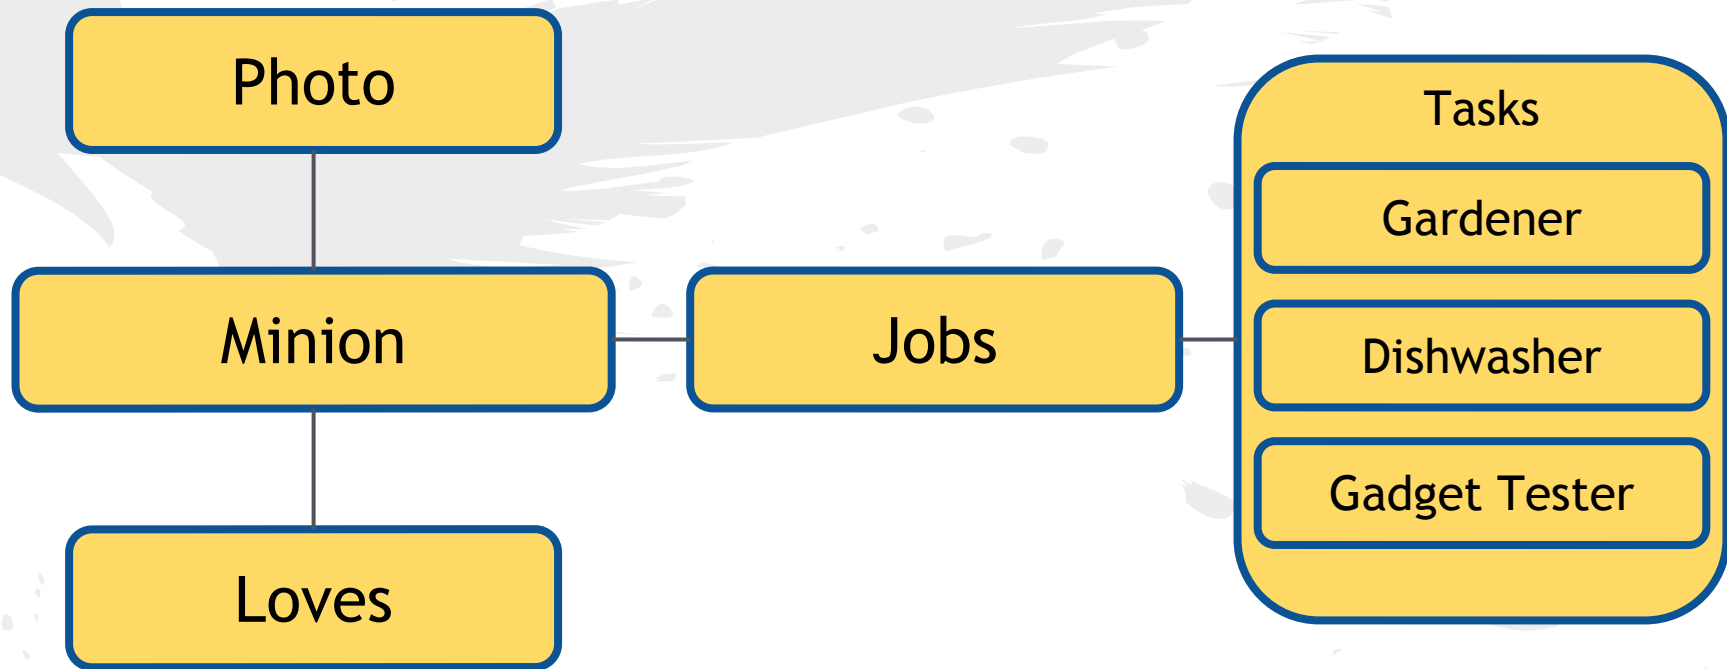 Photo
Minion
Loves
Jobs
Tasks
Gardener
Dishwasher
Gadget Tester